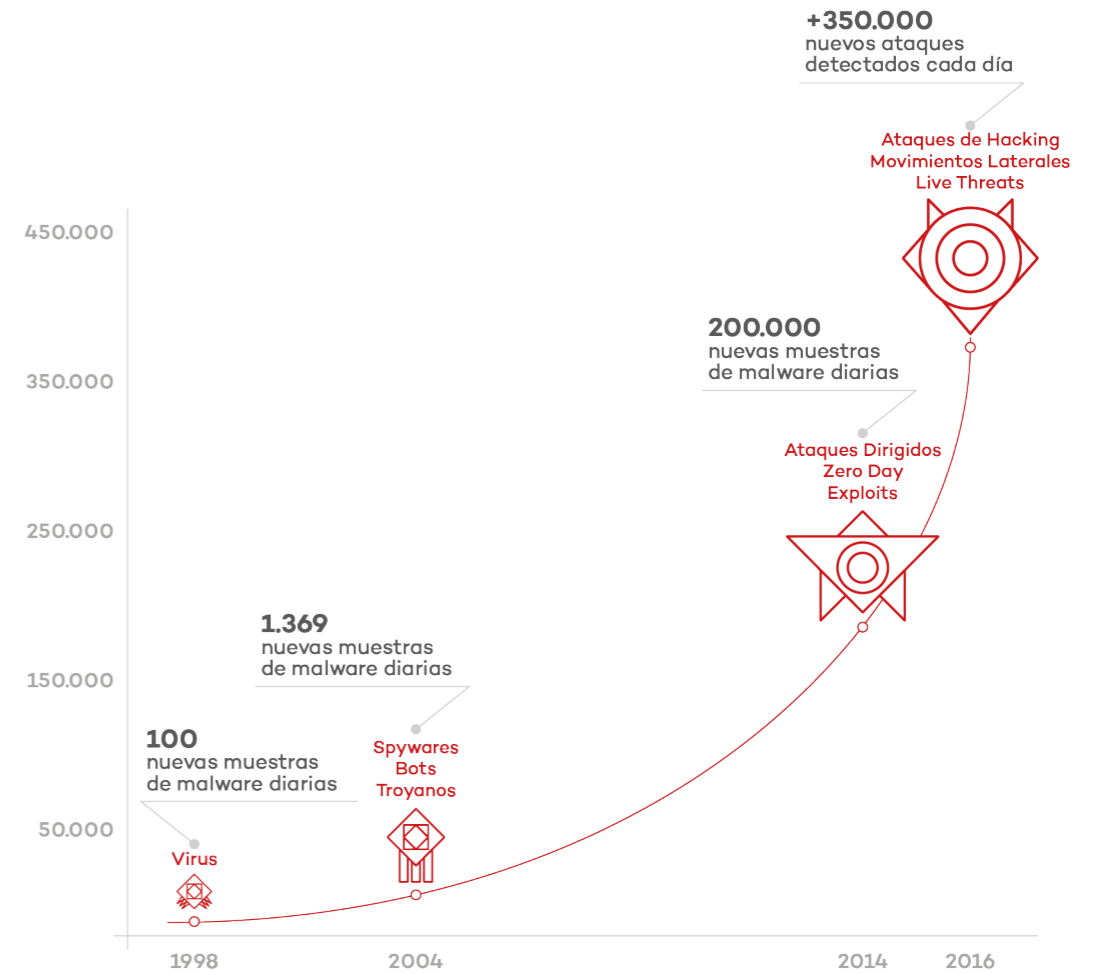 +350.000
nuevos ataques
detectados cada día
Ataques de Hacking
Movimientos Laterales
Live Threats
450.000
200.000
nuevas muestras
de malware diarias
350.000
Ataques Dirigidos
Zero Day
Exploits
250.000
1.369
nuevas muestras
de malware diarias
150.000
100
nuevas muestras
de malware diarias
Spywares
Bots
Troyanos
50.000
Virus
1998
2004
2014
2016